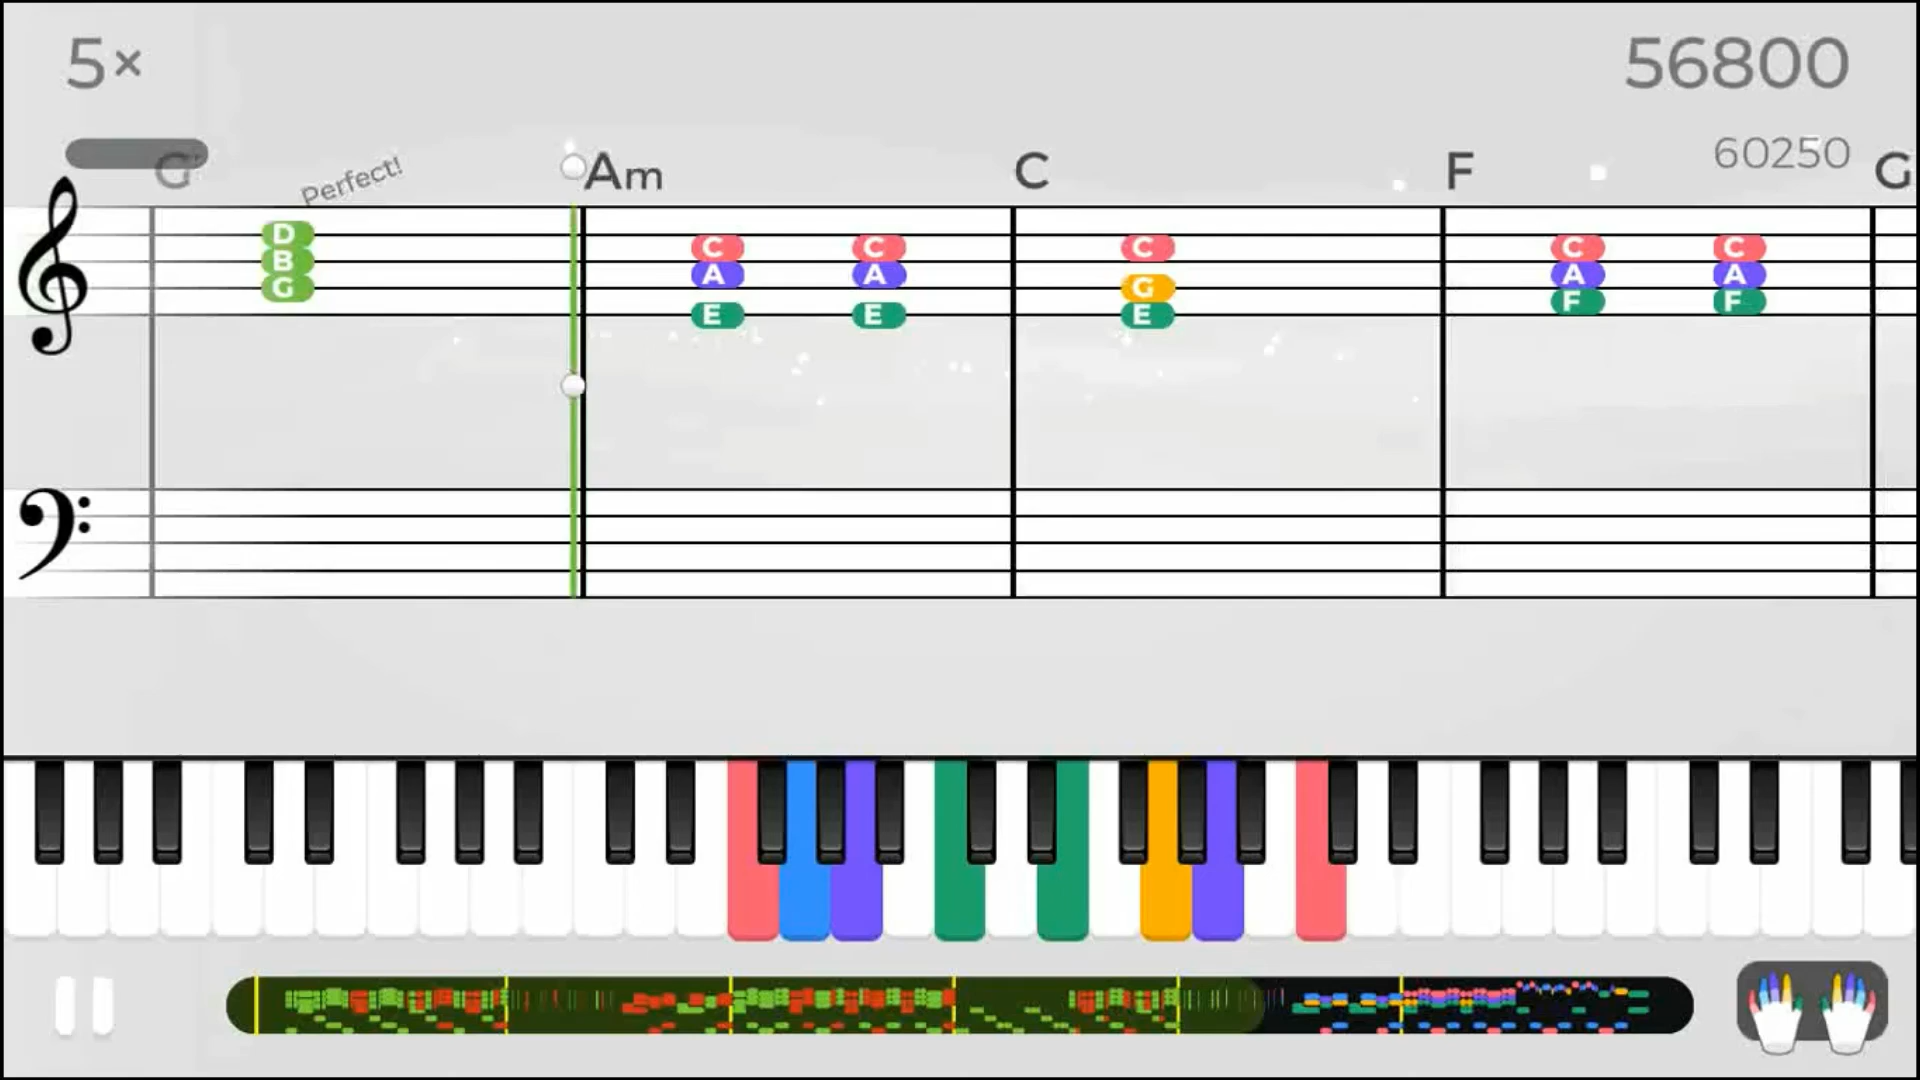 5× 56800
60250
G Perfect! Am C F G
D C C C C C
B A A G A A
G E E E F F